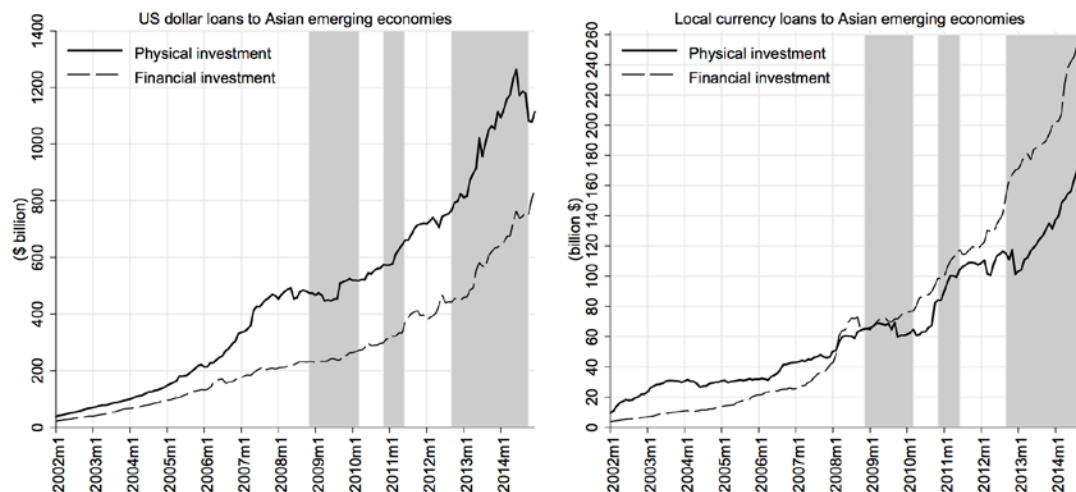 US dollar loans to Asian emerging economies
1400
1200
1000
800
600
400
200
0
($ billion)
Physical investment
Financial investment
2002m1
2003m1
2004m1
2005m1
2006m1
2007m1
2008m1
2009m1
2010m1
2011m1
2012m1
2013m1
2014m1
Local currency loans to Asian emerging economies
260
240
220
200
180
160
140
120
100
80
60
40
20
0
(billion $)
Physical investment
Financial investment
2002m1
2003m1
2004m1
2005m1
2006m1
2007m1
2008m1
2009m1
2010m1
2011m1
2012m1
2013m1
2014m1